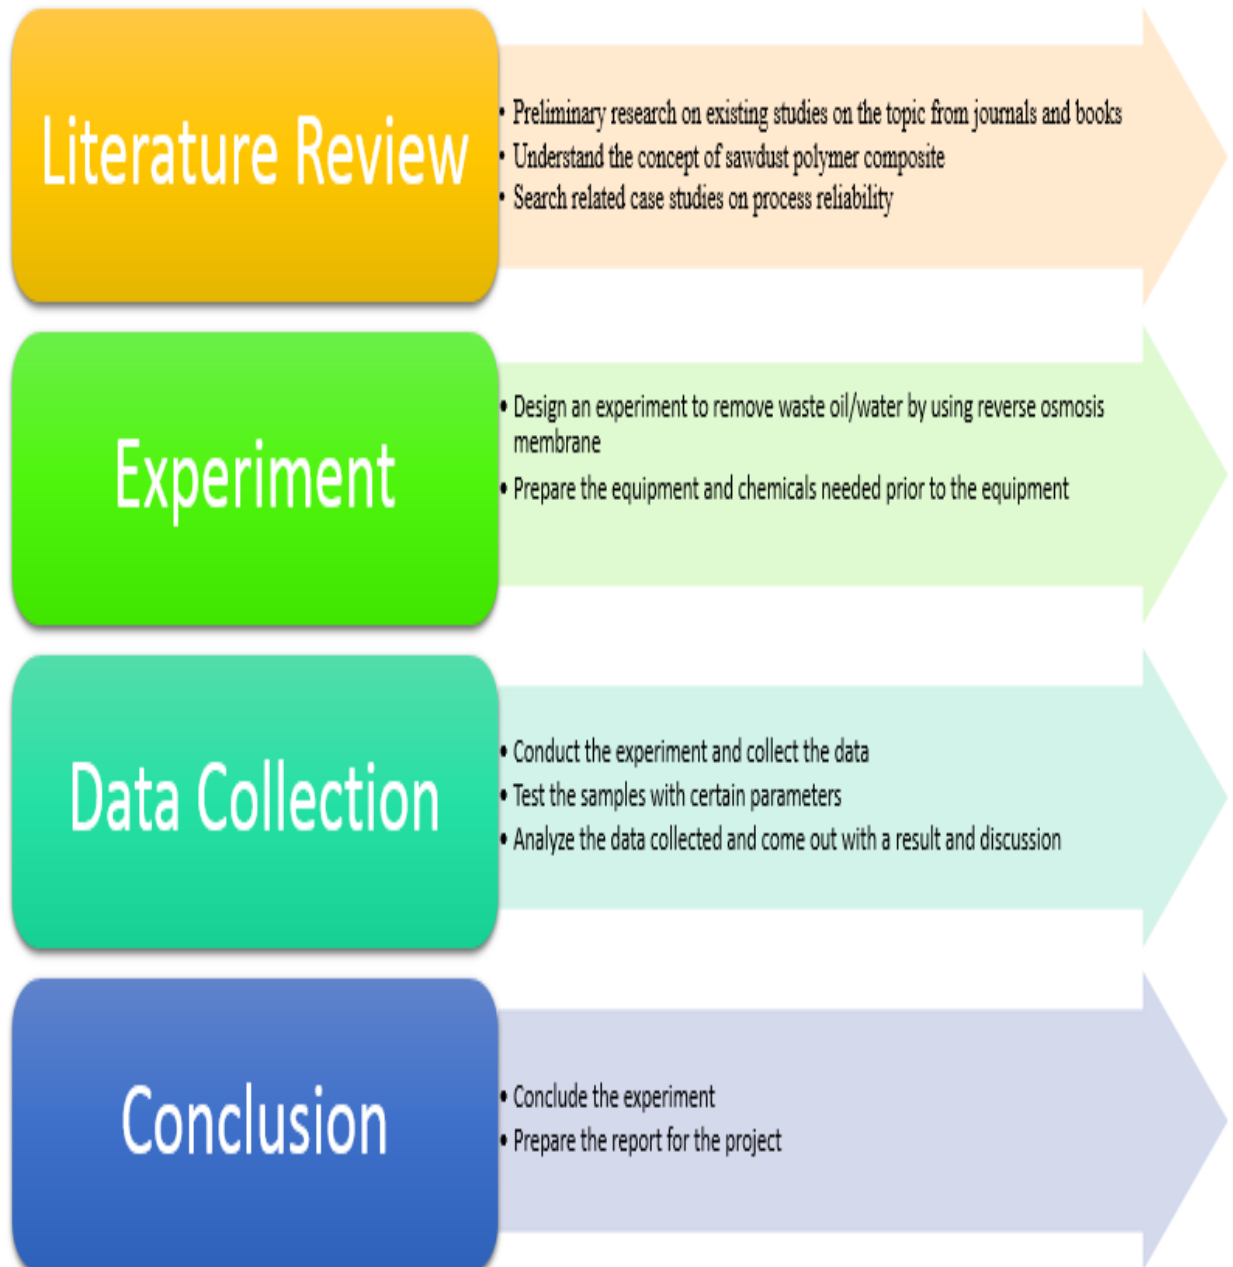 Literature Review
• Preliminary research on existing studies on the topic from journals and books
• Understand the concept of sawdust polymer composite
• Search related case studies on process reliability
Experiment
• Design an experiment to remove waste oil/water by using reverse osmosis
membrane
• Prepare the equipment and chemicals needed prior to the equipment
Data Collection
• Conduct the experiment and collect the data
• Test the samples with certain parameters
• Analyze the data collected and come out with a result and discussion
Conclusion
• Conclude the experiment
• Prepare the report for the project